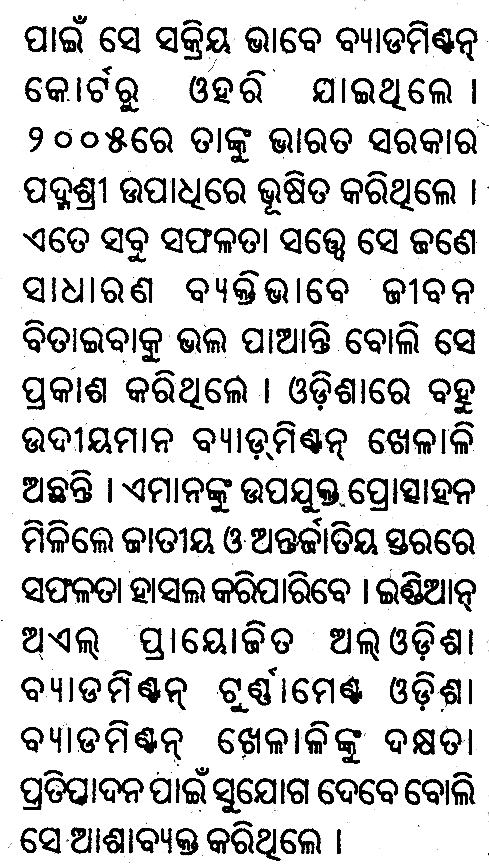 ପାଇଁ ସେ ସକ୍ରିୟ ଭାବେ ବ୍ୟାଡମିଣ୍ଟନ୍
କୋର୍ଟରୁ ଓହରି ଯାଇଥିଲେ ।
୨୦୦୫ରେ ତାଙ୍କୁ ଭାରତ ସରକାର
ପଦ୍ମଶ୍ରୀ ଉପାଧିରେ ଭୂଷିତ କରିଥିଲେ ।
ଏତେ ସବୁ ସଫଳତା ସତ୍ତ୍ୱେ ସେ ଜଣେ
ସାଧାରଣ ବ୍ୟକ୍ତିଭାବେ ଜୀବନ
ବିତାଇବାକୁ ଭଲ ପାଆନ୍ତି ବୋଲି ସେ
ପ୍ରକାଶ କରିଥିଲେ । ଓଡ଼ିଶାରେ ବହୁ
ଉଦୀୟମାନ ବ୍ୟାଡ଼୍ମିଣ୍ଟନ୍ ଖେଳାଳି
ଅଛନ୍ତି । ଏମାନଙ୍କୁ ଉପଯୁକ୍ତ ପ୍ରୋତ୍ସାହନ
ମିଳିଲେ ଜାତୀୟ ଓ ଅନ୍ତର୍ଜାତିୟ ସ୍ତରରେ
ସଫଳତା ହାସଲ କରିପାରିବେ । ଇଣ୍ଡିଆନ୍
ଅଏଲ୍ ପ୍ରାୟୋଜିତ ଅଲ୍ ଓଡ଼ିଶା
ବ୍ୟାଡମିଣ୍ଟନ୍ ଟୁର୍ଣ୍ଣାମେଣ୍ଟ ଓଡ଼ିଶା
ବ୍ୟାଡମିଣ୍ଟନ୍ ଖେଳାଳିଙ୍କୁ ଦକ୍ଷତା
ପ୍ରତିପାଦନ ପାଇଁ ସୁଯୋଗ ଦେବେ ବୋଲି
ସେ ଆଶାବ୍ୟକ୍ତ କରିଥିଲେ ।